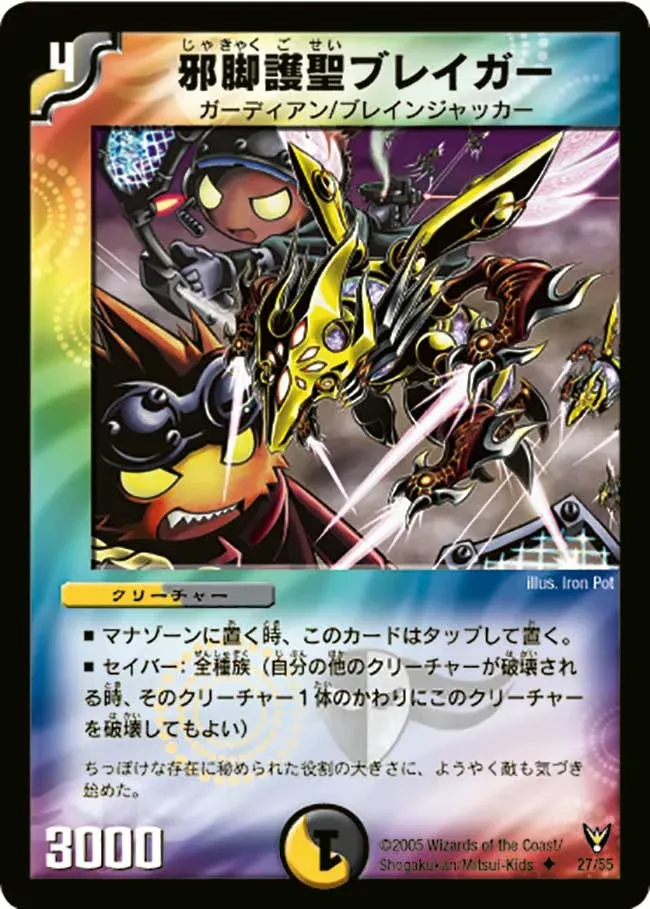 4
じゃきゃくごせい
邪脚護聖ブレイガー
ガーディアン/ブレインジャッカー
illus. Iron Pot
クリーチャー
■ マナゾーンに置く時、このカードはタップして置く。
■ セイバー：全種族（自分の他のクリーチャーが破壊され
る時、そのクリーチャー１体のかわりにこのクリーチャー
を破壊してもよい）
ちっぽけな存在に秘められた役割の大きさに、ようやく敵も気づき
始めた。
3000
1
©2005 Wizards of the Coast/
Shogakukan/Mitsui-Kids ◆ 27/55